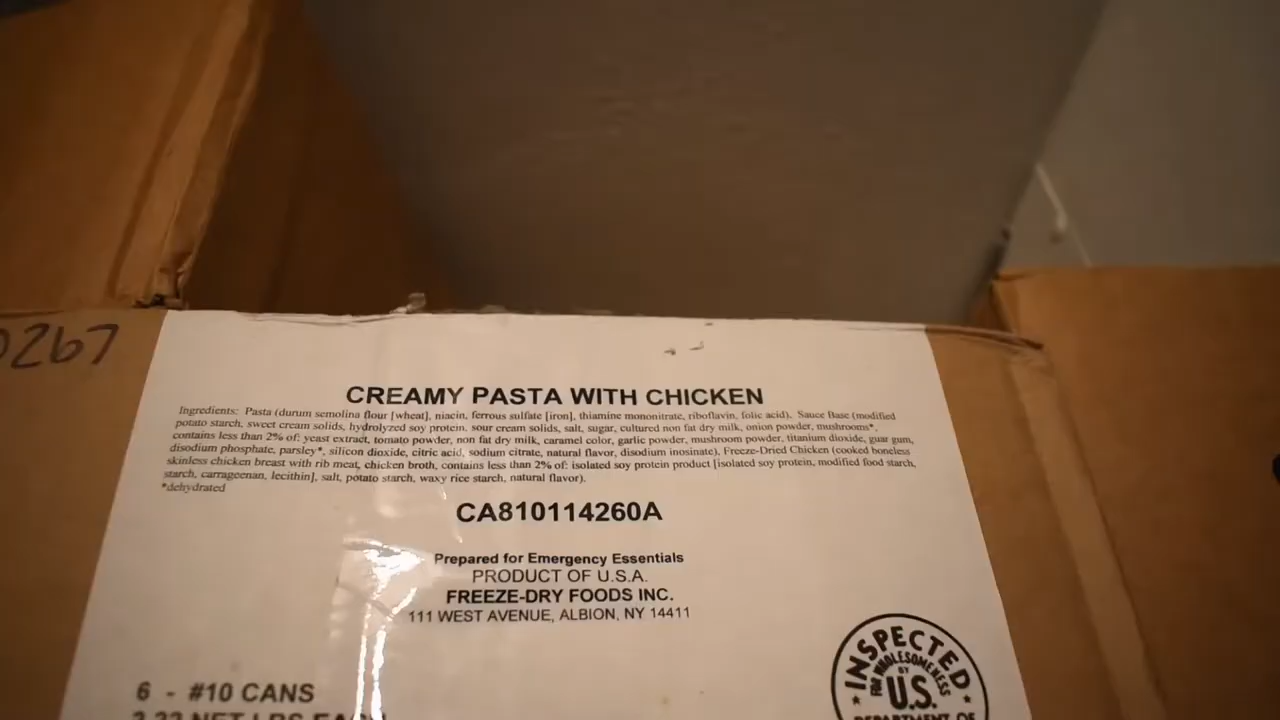 0267
CREAMY PASTA WITH CHICKEN
Ingredients: Pasta (durum semolina flour [wheat], niacin, ferrous sulfate [iron], thiamine mononitrate, riboflavin, folic acid). Sauce Base (modified
potato starch, sweet cream solids, hydrolyzed soy protein, sour cream solids, salt, sugar, cultured non fat dry milk, onion powder, mushrooms*,
contains less than 2% of: yeast extract, tomato powder, non fat dry milk, caramel color, garlic powder, mushroom powder, titanium dioxide, guar gum,
disodium phosphate, parsley*, silicon dioxide, citric acid, sodium citrate, natural flavor, disodium inosinate). Freeze-Dried Chicken (cooked boneless
skinless chicken breast with rib meat, chicken broth, contains less than 2% of: isolated soy protein product [isolated soy protein, modified food starch,
starch, carrageenan, lecithin], salt, potato starch, waxy rice starch, natural flavor).
*dehydrated
CA810114260A
Prepared for Emergency Essentials
PRODUCT OF U.S.A.
FREEZE-DRY FOODS INC.
111 WEST AVENUE, ALBION, NY 14411
INSPECTED
FOR WHOLESOMENESS
BY
U.S.
DEPARTMENT OF
6 - #10 CANS
NET LBS EACH